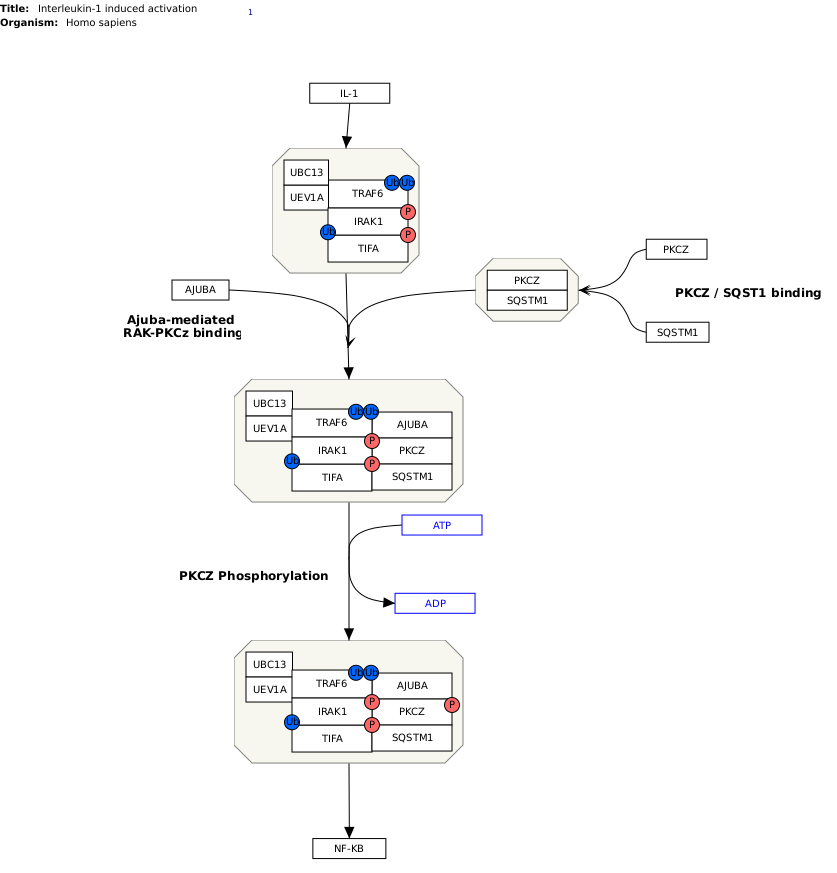 Title: Interleukin-1 induced activation
1
Organism: Homo sapiens
IL-1
UBC13
UEV1A
Ub Ub
TRAF6
P
IRAK1
Ub
P
TIFA
PKCZ
PKCZ
SQSTM1
PKCZ / SQST1 binding
SQSTM1
AJUBA
Ajuba-mediated
RAK-PKCz binding
UBC13
UEV1A
Ub Ub
TRAF6
AJUBA
P
IRAK1
PKCZ
Ub
P
TIFA
SQSTM1
ATP
PKCZ Phosphorylation
ADP
UBC13
UEV1A
Ub Ub
TRAF6
AJUBA
P
P
IRAK1
PKCZ
Ub
P
TIFA
SQSTM1
NF-KB